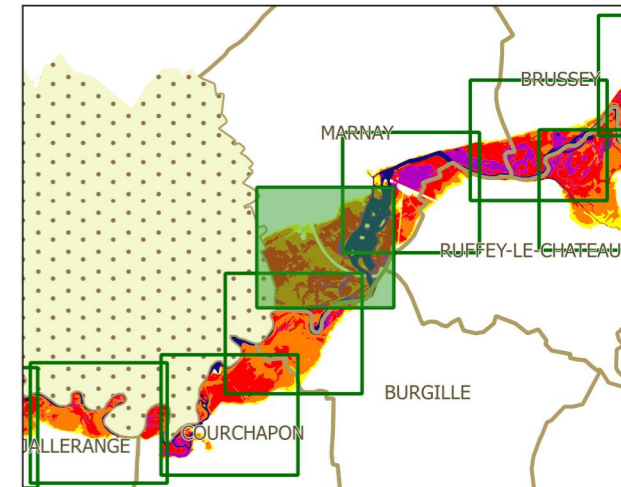 BRUSSEY
MARNAY
RUFFEY-LE-CHATEAU
BURGILLE
COURCHAPON
JALLERANGE